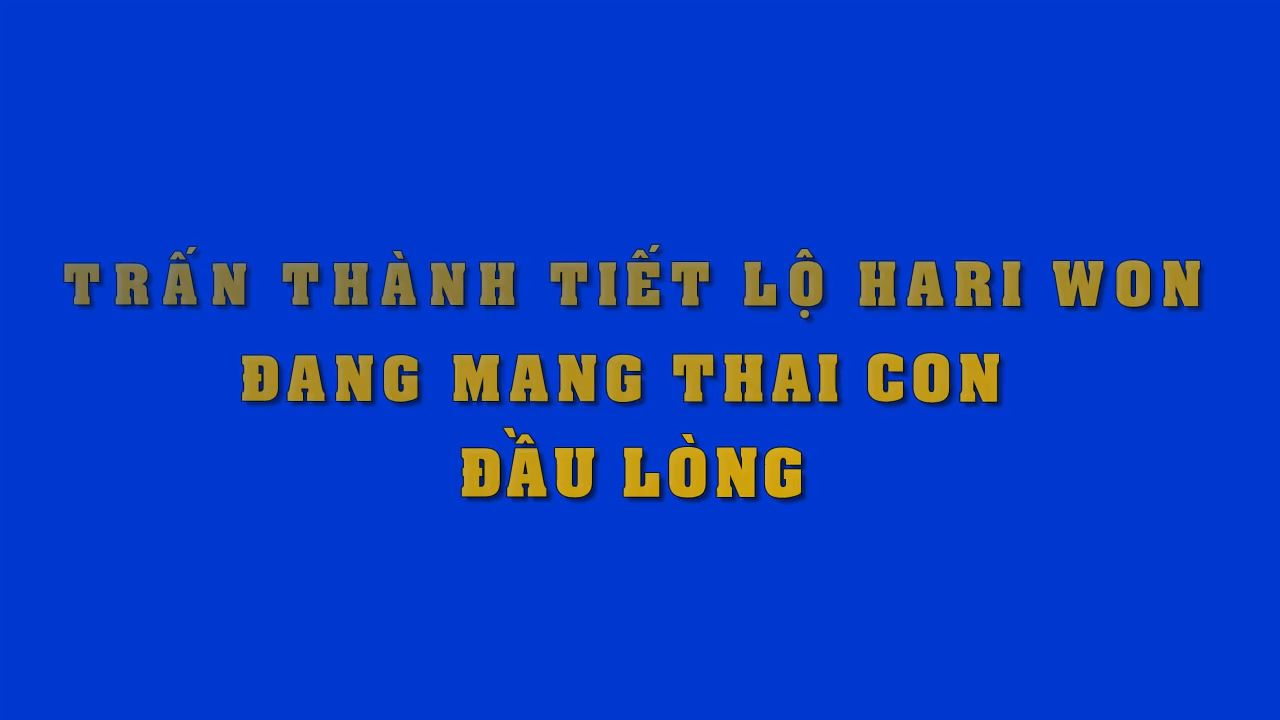 TRẤN THÀNH TIẾT LỘ HARI WON
ĐANG MANG THAI CON
ĐẦU LÒNG